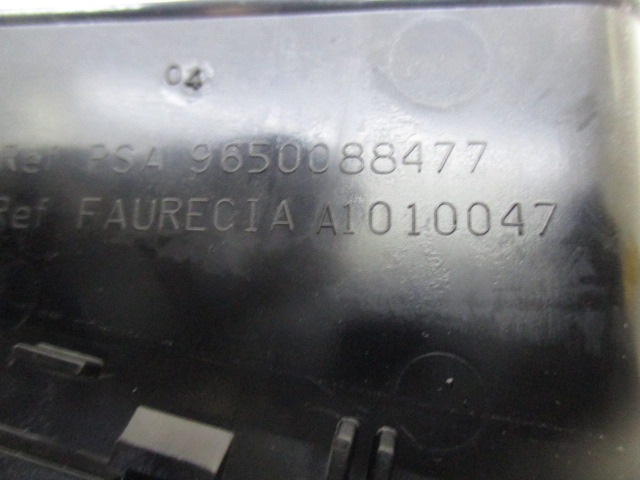 04
Ref PSA 9650088477
Ref FAURECIA A1010047